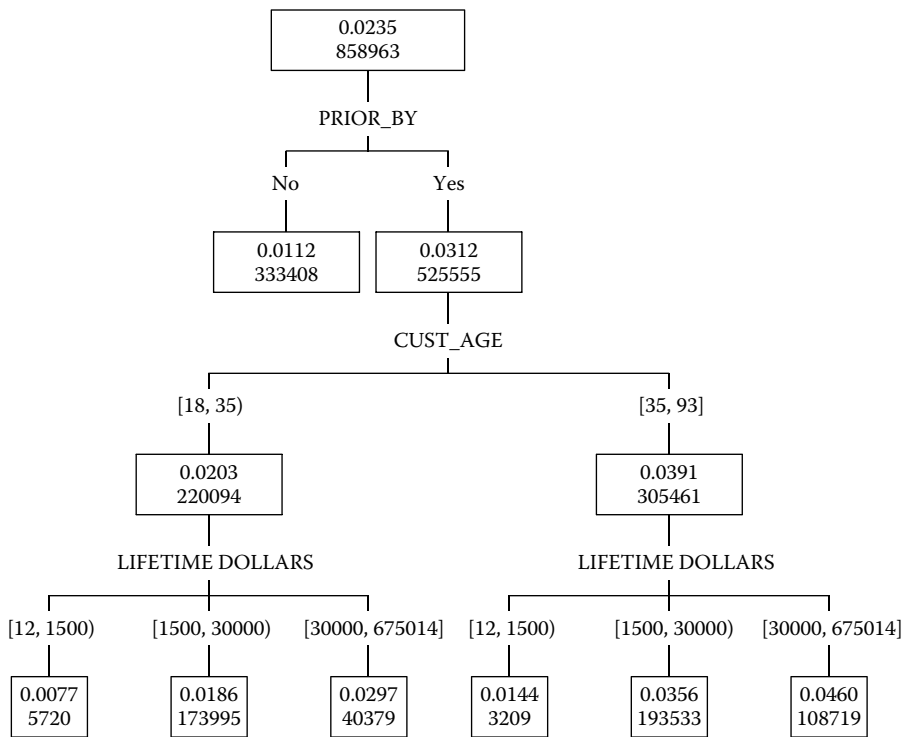 0.0235
858963
PRIOR_BY
No Yes
0.0112 0.0312
333408 525555
CUST_AGE
[18, 35) [35, 93]
0.0203 0.0391
220094 305461
LIFETIME DOLLARS LIFETIME DOLLARS
[12, 1500) [1500, 30000) [30000, 675014] [12, 1500) [1500, 30000) [30000, 675014]
0.0077 0.0186 0.0297 0.0144 0.0356 0.0460
5720 173995 40379 3209 193533 108719